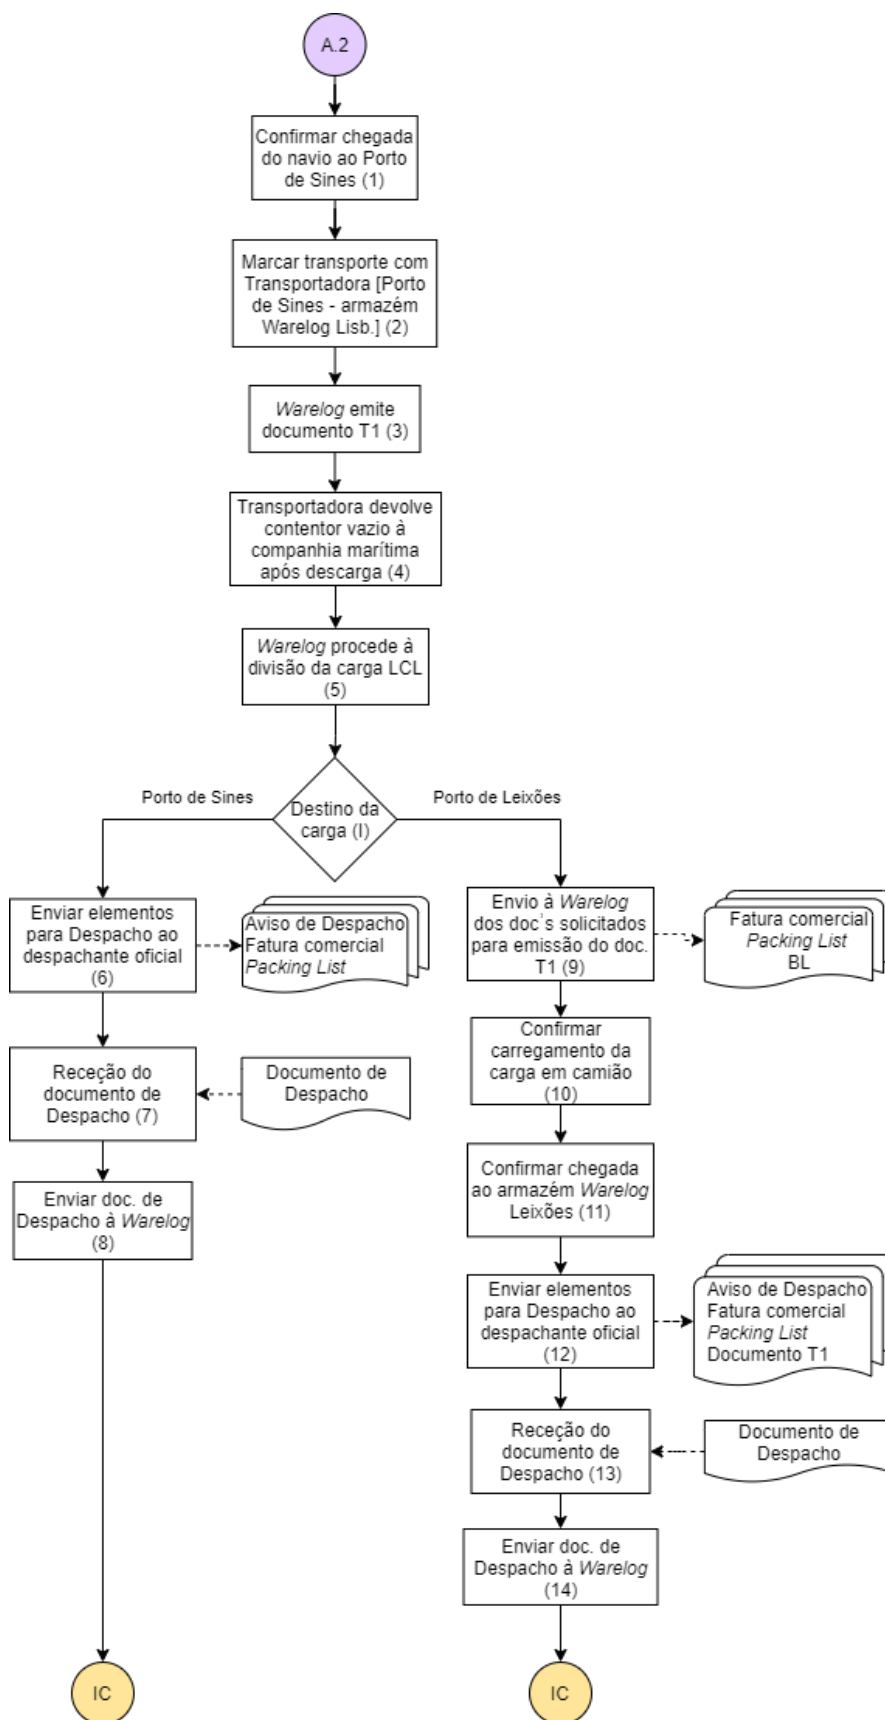 A.2
Confirmar chegada
do navio ao Porto
de Sines (1)
Marcar transporte com
Transportadora [Porto
de Sines - armazém
Warelog Lisb.] (2)
Warelog emite
documento T1 (3)
Transportadora devolve
contentor vazio à
companhia marítima
após descarga (4)
Warelog procede à
divisão da carga LCL
(5)
Destino da
carga (I)
Porto de Sines
Enviar elementos
para Despacho ao
despachante oficial
(6)
Aviso de Despacho
Fatura comercial
Packing List
Receção do
documento de
Despacho (7)
Documento de
Despacho
Enviar doc. de
Despacho à Warelog
(8)
IC
Porto de Leixões
Envio à Warelog
dos doc`s solicitados
para emissão do doc.
T1 (9)
Fatura comercial
Packing List
BL
Confirmar
carregamento da
carga em camião
(10)
Confirmar chegada
ao armazém Warelog
Leixões (11)
Enviar elementos
para Despacho ao
despachante oficial
(12)
Aviso de Despacho
Fatura comercial
Packing List
Documento T1
Receção do
documento de
Despacho (13)
Documento de
Despacho
Enviar doc. de
Despacho à Warelog
(14)
IC